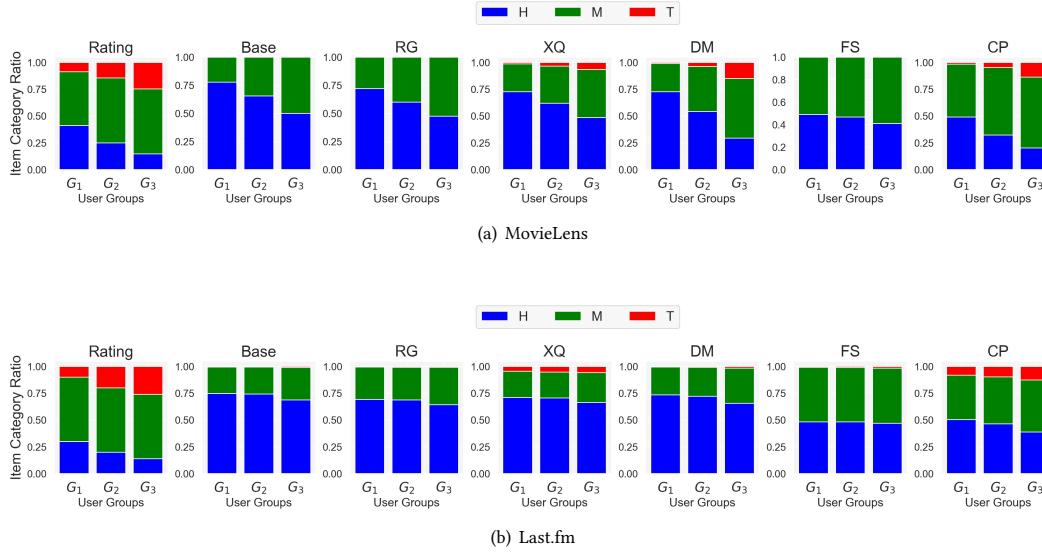 H M T
Rating Base RG XQ DM FS CP
Item Category Ratio
1.00 1.00 1.00 1.00 1.00 1.0 1.00
0.75 0.75 0.75 0.75 0.75 0.8 0.75
0.6
0.50 0.50 0.50 0.50 0.50 0.50
0.4
0.25 0.25 0.25 0.25 0.25 0.2 0.25
0.00 0.00 0.00 0.00 0.00 0.0 0.00
G1 G2 G3 G1 G2 G3 G1 G2 G3 G1 G2 G3 G1 G2 G3 G1 G2 G3 G1 G2 G3
User Groups User Groups User Groups User Groups User Groups User Groups User Groups
(a) MovieLens
H M T
Rating Base RG XQ DM FS CP
Item Category Ratio
1.00 1.00 1.00 1.00 1.00 1.00 1.00
0.75 0.75 0.75 0.75 0.75 0.75 0.75
0.50 0.50 0.50 0.50 0.50 0.50 0.50
0.25 0.25 0.25 0.25 0.25 0.25 0.25
0.00 0.00 0.00 0.00 0.00 0.00 0.00
G1 G2 G3 G1 G2 G3 G1 G2 G3 G1 G2 G3 G1 G2 G3 G1 G2 G3 G1 G2 G3
User Groups User Groups User Groups User Groups User Groups User Groups User Groups
(b) Last.fm